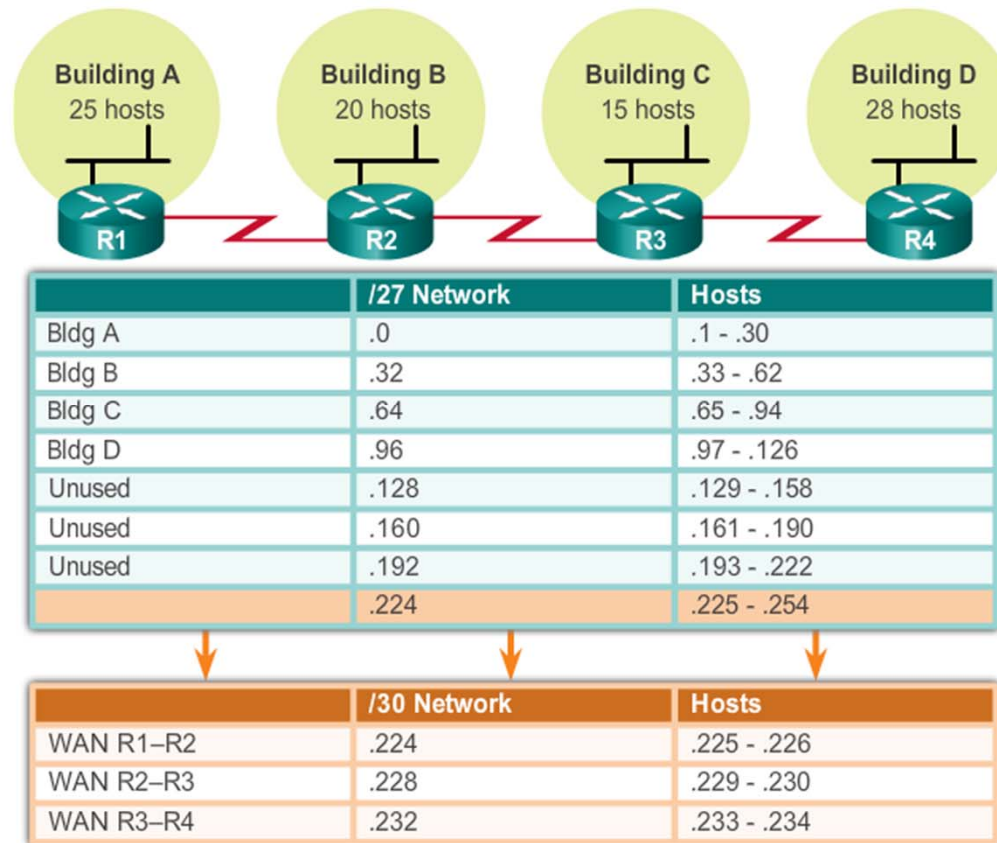 Building A Building B Building C Building D
25 hosts 20 hosts 15 hosts 28 hosts
R1 R2 R3 R4
/27 Network Hosts
Bldg A .0 .1 - .30
Bldg B .32 .33 - .62
Bldg C .64 .65 - .94
Bldg D .96 .97 - .126
Unused .128 .129 - .158
Unused .160 .161 - .190
Unused .192 .193 - .222
.224 .225 - .254
/30 Network Hosts
WAN R1–R2 .224 .225 - .226
WAN R2–R3 .228 .229 - .230
WAN R3–R4 .232 .233 - .234